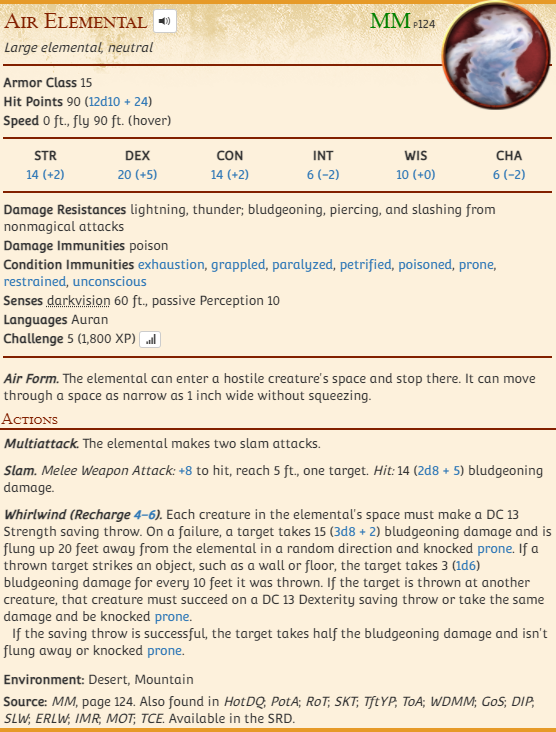 Air Elemental MM P124
Large elemental, neutral
Armor Class 15
Hit Points 90 (12d10 + 24)
Speed 0 ft., fly 90 ft. (hover)
STR DEX CON INT WIS CHA
14 (+2) 20 (+5) 14 (+2) 6 (−2) 10 (+0) 6 (−2)
Damage Resistances lightning, thunder; bludgeoning, piercing, and slashing from
nonmagical attacks
Damage Immunities poison
Condition Immunities exhaustion, grappled, paralyzed, petrified, poisoned, prone,
restrained, unconscious
Senses darkvision 60 ft., passive Perception 10
Languages Auran
Challenge 5 (1,800 XP)
Air Form. The elemental can enter a hostile creature's space and stop there. It can move
through a space as narrow as 1 inch wide without squeezing.
Actions
Multiattack. The elemental makes two slam attacks.
Slam. Melee Weapon Attack: +8 to hit, reach 5 ft., one target. Hit: 14 (2d8 + 5) bludgeoning
damage.
Whirlwind (Recharge 4–6). Each creature in the elemental's space must make a DC 13
Strength saving throw. On a failure, a target takes 15 (3d8 + 2) bludgeoning damage and is
flung up 20 feet away from the elemental in a random direction and knocked prone. If a
thrown target strikes an object, such as a wall or floor, the target takes 3 (1d6)
bludgeoning damage for every 10 feet it was thrown. If the target is thrown at another
creature, that creature must succeed on a DC 13 Dexterity saving throw or take the same
damage and be knocked prone.
If the saving throw is successful, the target takes half the bludgeoning damage and isn't
flung away or knocked prone.
Environment: Desert, Mountain
Source: MM, page 124. Also found in HotDQ; PotA; RoT; SKT; TftYP; ToA; WDMM; GoS; DIP;
SLW; ERLW; IMR; MOT; TCE. Available in the SRD.